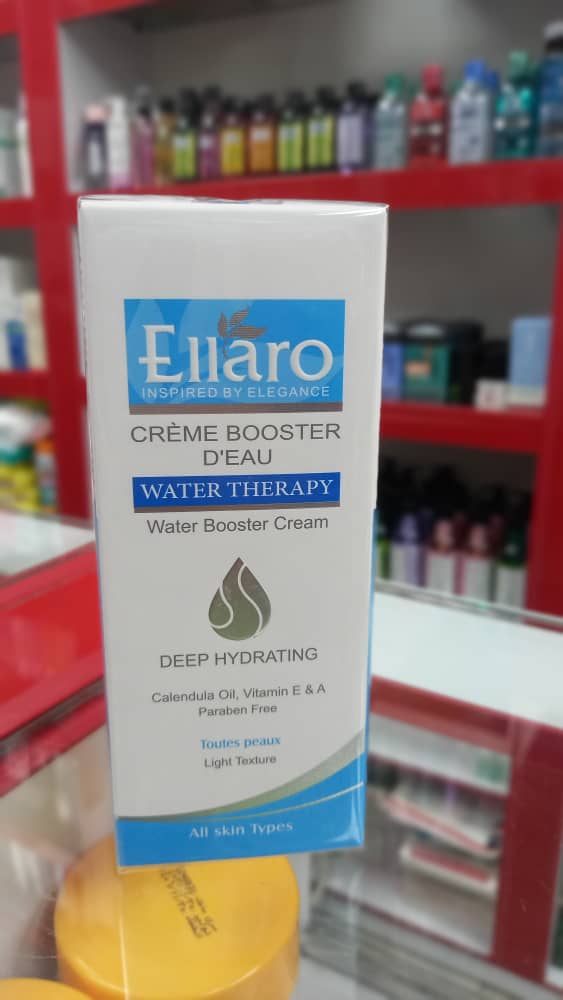 Ellaro
INSPIRED BY ELEGANCE
CRÈME BOOSTER
D'EAU
WATER THERAPY
Water Booster Cream
DEEP HYDRATING
Calendula Oil, Vitamin E & A
Paraben Free
Toutes peaux
Light Texture
All skin Types